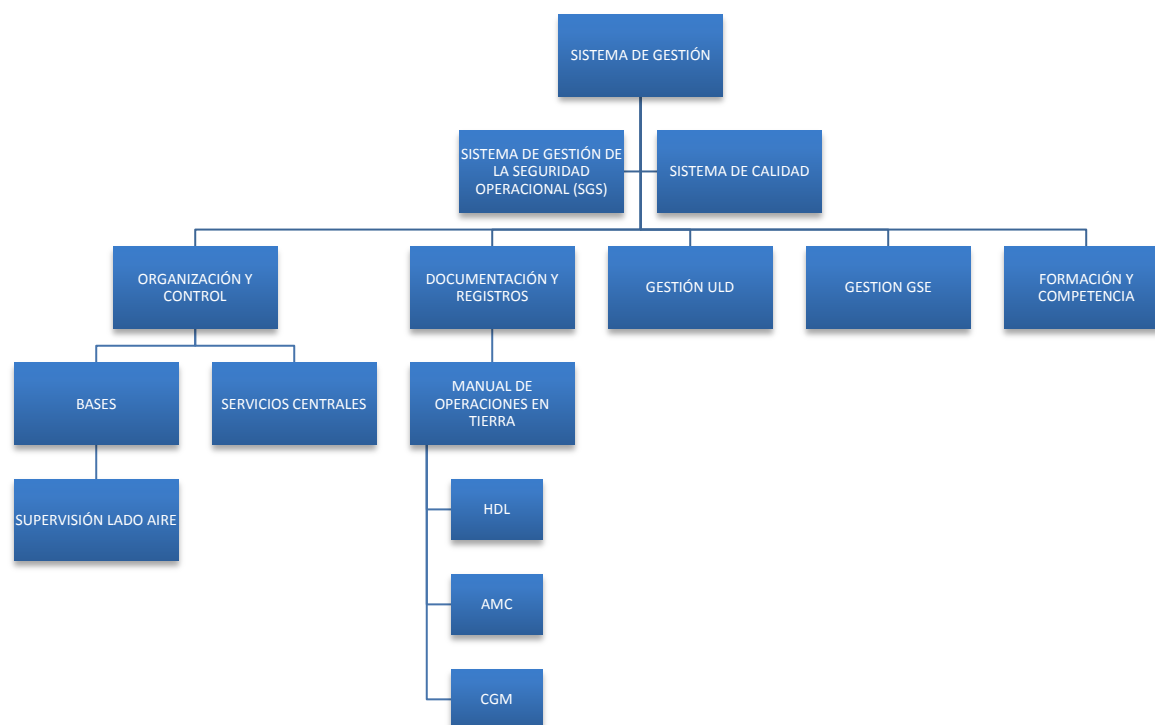 SISTEMA DE GESTIÓN
SISTEMA DE GESTIÓN DE
LA SEGURIDAD
OPERACIONAL (SGS)
SISTEMA DE CALIDAD
ORGANIZACIÓN Y
CONTROL
DOCUMENTACIÓN Y
REGISTROS
GESTIÓN ULD
GESTION GSE
FORMACIÓN Y
COMPETENCIA
BASES
SERVICIOS CENTRALES
MANUAL DE
OPERACIONES EN
TIERRA
SUPERVISIÓN LADO AIRE
HDL
AMC
CGM